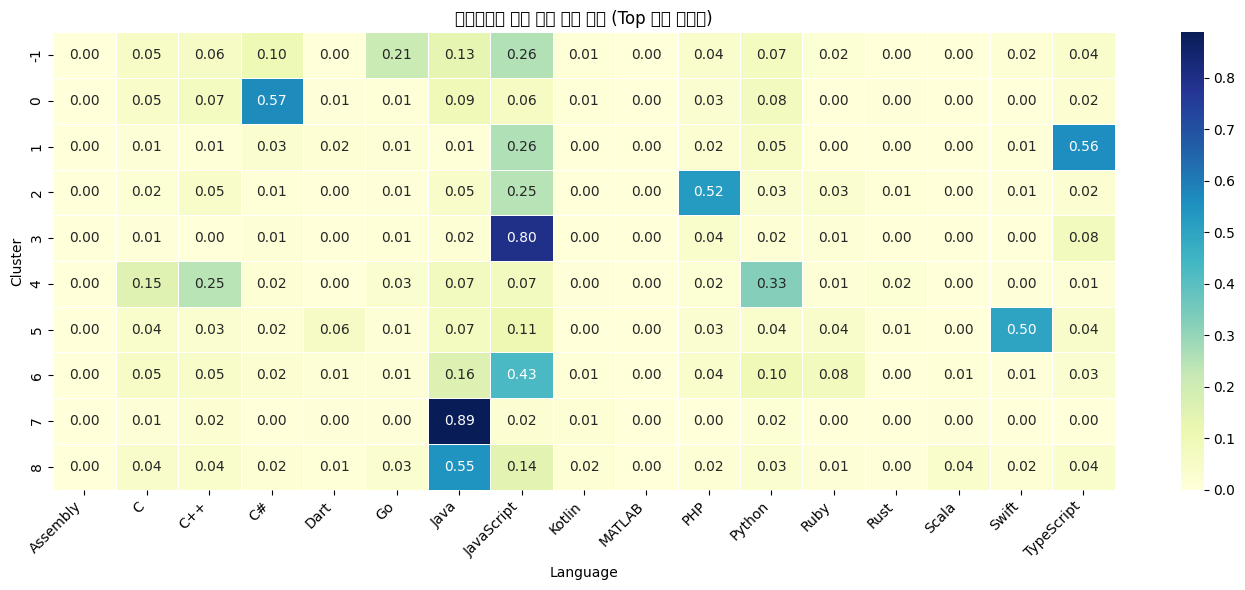 (Top )
-1 0.00 0.05 0.06 0.10 0.00 0.21 0.13 0.26 0.01 0.00 0.04 0.07 0.02 0.00 0.00 0.02 0.04
0 0.00 0.05 0.07 0.57 0.01 0.01 0.09 0.06 0.01 0.00 0.03 0.08 0.00 0.00 0.00 0.00 0.02
1 0.00 0.01 0.01 0.03 0.02 0.01 0.01 0.26 0.00 0.00 0.02 0.05 0.00 0.00 0.00 0.01 0.56
2 0.00 0.02 0.05 0.01 0.00 0.01 0.05 0.25 0.00 0.00 0.52 0.03 0.03 0.01 0.00 0.01 0.02
3 0.00 0.01 0.00 0.01 0.00 0.01 0.02 0.80 0.00 0.00 0.04 0.02 0.01 0.00 0.00 0.00 0.08
4 0.00 0.15 0.25 0.02 0.00 0.03 0.07 0.07 0.00 0.00 0.02 0.33 0.01 0.02 0.00 0.00 0.01
5 0.00 0.04 0.03 0.02 0.06 0.01 0.07 0.11 0.00 0.00 0.03 0.04 0.04 0.01 0.00 0.50 0.04
6 0.00 0.05 0.05 0.02 0.01 0.01 0.16 0.43 0.01 0.00 0.04 0.10 0.08 0.00 0.01 0.01 0.03
7 0.00 0.01 0.02 0.00 0.00 0.00 0.89 0.02 0.01 0.00 0.00 0.02 0.00 0.00 0.00 0.00 0.00
8 0.00 0.04 0.04 0.02 0.01 0.03 0.55 0.14 0.02 0.00 0.02 0.03 0.01 0.00 0.04 0.02 0.04
Cluster
Assembly C C++ C# Dart Go Java JavaScript Kotlin MATLAB PHP Python Ruby Rust Scala Swift TypeScript
Language
0.8
0.7
0.6
0.5
0.4
0.3
0.2
0.1
0.0